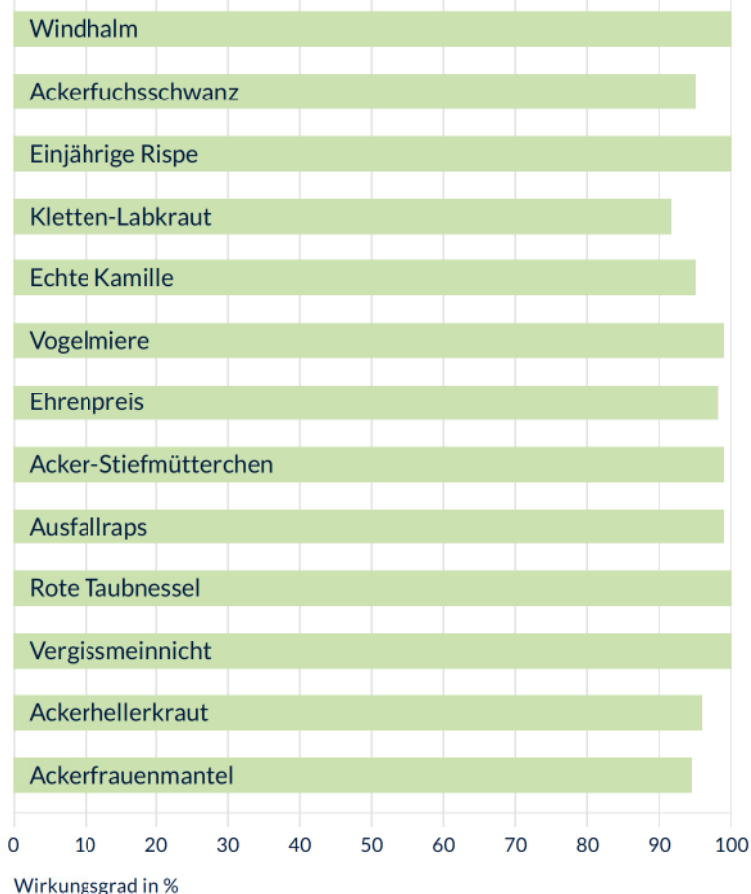 Windhalm
Ackerfuchsschwanz
Einjährige Rispe
Kletten-Labkraut
Echte Kamille
Vogelmiere
Ehrenpreis
Acker-Stiefmütterchen
Ausfallraps
Rote Taubnessel
Vergissmeinnicht
Ackerhellerkraut
Ackerfrauenmantel
0 10 20 30 40 50 60 70 80 90 100
Wirkungsgrad in %